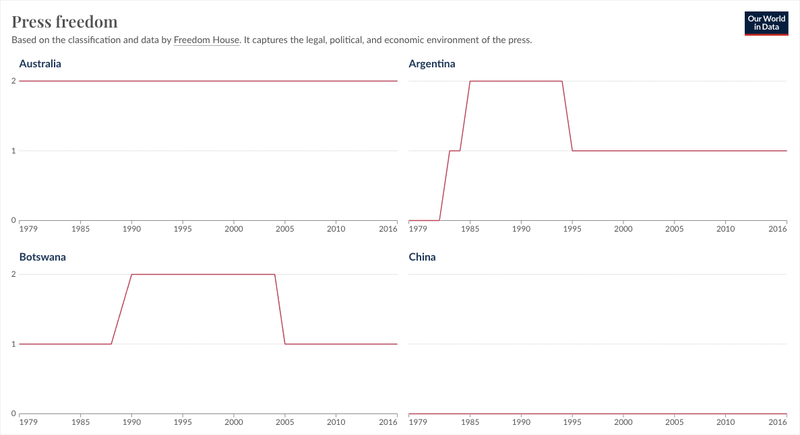 Press freedom
Based on the classification and data by Freedom House. It captures the legal, political, and economic environment of the press.
Our World
in Data
Australia
2
1
0
1979 1985 1990 1995 2000 2005 2010 2016
Argentina
1979 1985 1990 1995 2000 2005 2010 2016
Botswana
2
1
0
1979 1985 1990 1995 2000 2005 2010 2016
China
1979 1985 1990 1995 2000 2005 2010 2016